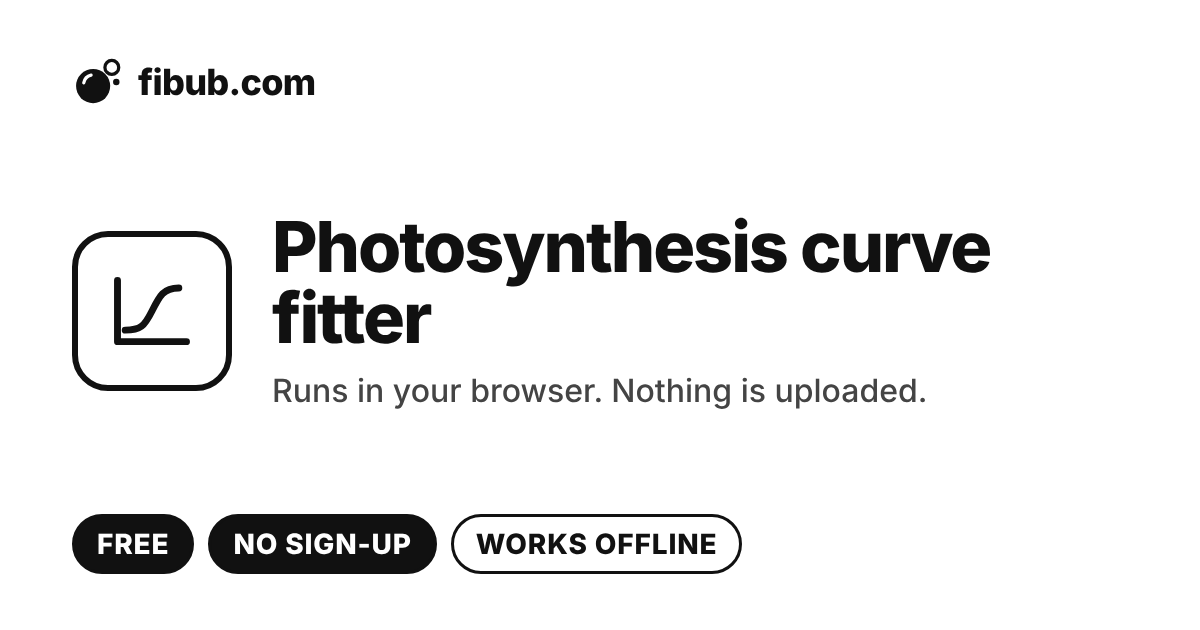 fibub.com
Photosynthesis curve
fitter
Runs in your browser. Nothing is uploaded.
FREE
NO SIGN-UP
WORKS OFFLINE